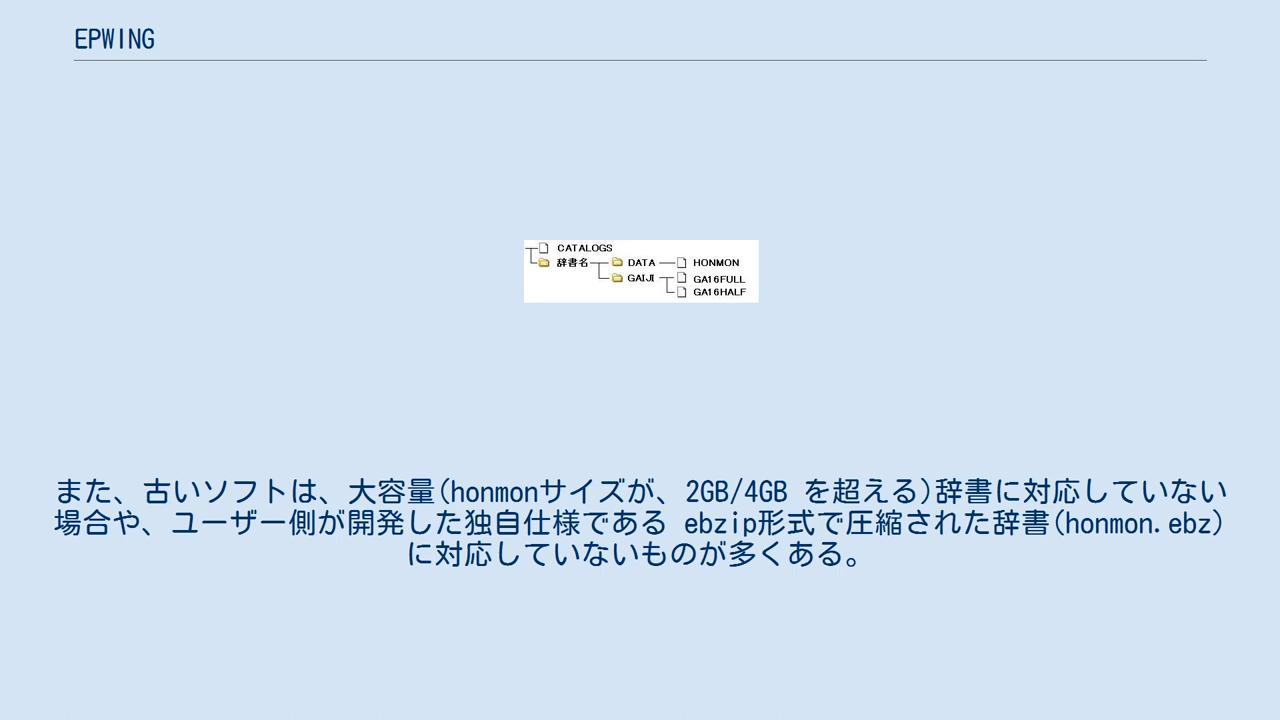 EPWING
CATALOGS
辞書名 DATA HONMON
GAIJI GA16FULL
GA16HALF
また、古いソフトは、大容量(honmonサイズが、2GB/4GB を超える)辞書に対応していない
場合や、ユーザー側が開発した独自仕様である ebzip形式で圧縮された辞書(honmon.ebz)
に対応していないものが多くある。